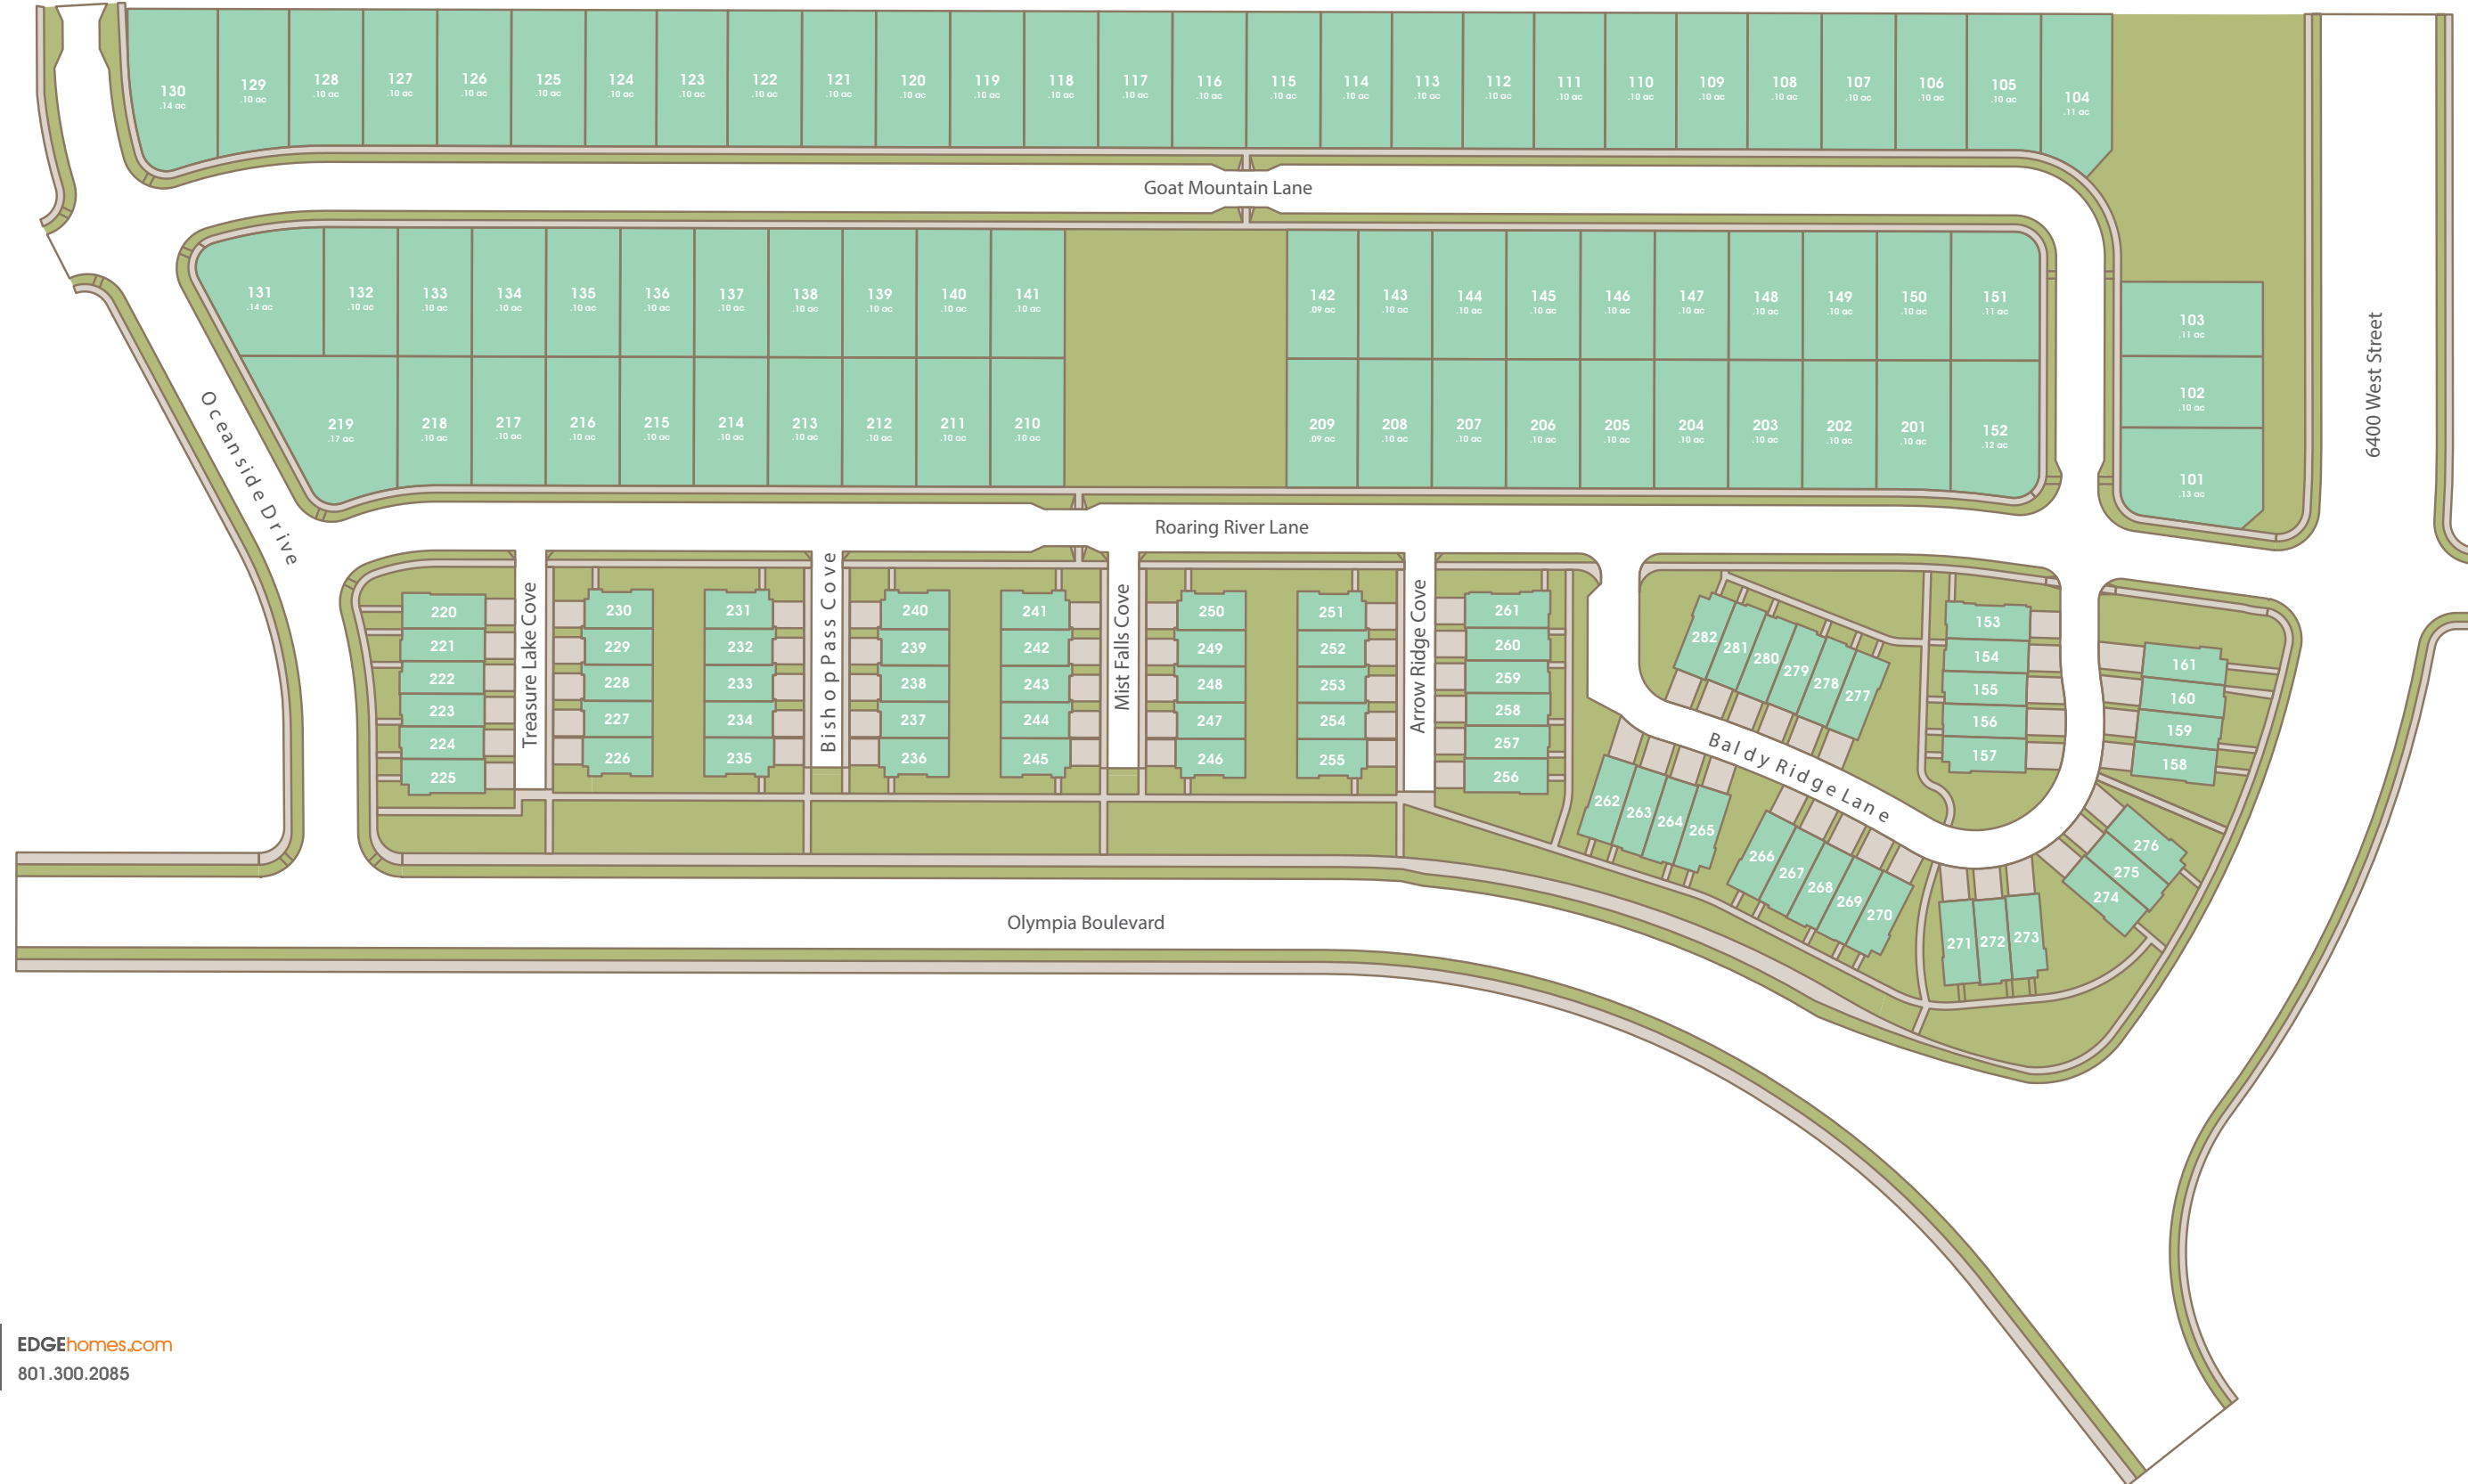 130
.14 ac
129
.10 ac
128
.10 ac
127
.10 ac
126
.10 ac
125
.10 ac
124
.10 ac
123
.10 ac
122
.10 ac
121
.10 ac
120
.10 ac
119
.10 ac
118
.10 ac
117
.10 ac
116
.10 ac
115
.10 ac
114
.10 ac
113
.10 ac
112
.10 ac
111
.10 ac
110
.10 ac
109
.10 ac
108
.10 ac
107
.10 ac
106
.10 ac
105
.10 ac
104
.11 ac
Goat Mountain Lane
131
.14 ac
132
.10 ac
133
.10 ac
134
.10 ac
135
.10 ac
136
.10 ac
137
.10 ac
138
.10 ac
139
.10 ac
140
.10 ac
141
.10 ac
142
.09 ac
143
.10 ac
144
.10 ac
145
.10 ac
146
.10 ac
147
.10 ac
148
.10 ac
149
.10 ac
150
.10 ac
151
.11 ac
103
.11 ac
102
.10 ac
101
.13 ac
6400 West Street
Oceanside Drive
219
.17 ac
218
.10 ac
217
.10 ac
216
.10 ac
215
.10 ac
214
.10 ac
213
.10 ac
212
.10 ac
211
.10 ac
210
.10 ac
209
.09 ac
208
.10 ac
207
.10 ac
206
.10 ac
205
.10 ac
204
.10 ac
203
.10 ac
202
.10 ac
201
.10 ac
152
.12 ac
Roaring River Lane
220
221
222
223
224
225
Treasure Lake Cove
230
229
228
227
226
231
232
233
234
235
Bishop Pass Cove
240
239
238
237
236
241
242
243
244
245
Mist Falls Cove
250
249
248
247
246
251
252
253
254
255
Arrow Ridge Cove
261
260
259
258
257
256
282
281
280
279
278
277
153
154
155
156
157
161
160
159
158
Baldy Ridge Lane
262
263
264
265
266
267
268
269
270
271
272
273
274
275
276
Olympia Boulevard
EDGEhomes.com
801.300.2085